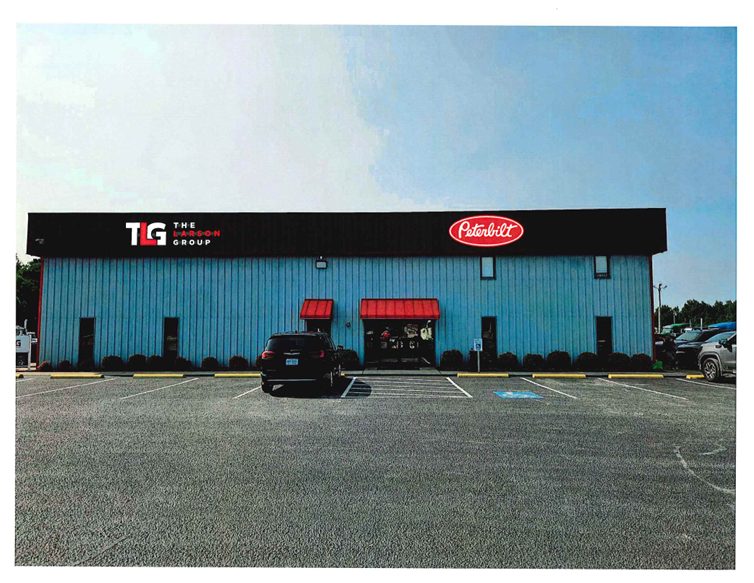 TLG
THE
LARSON
GROUP
Peterbilt